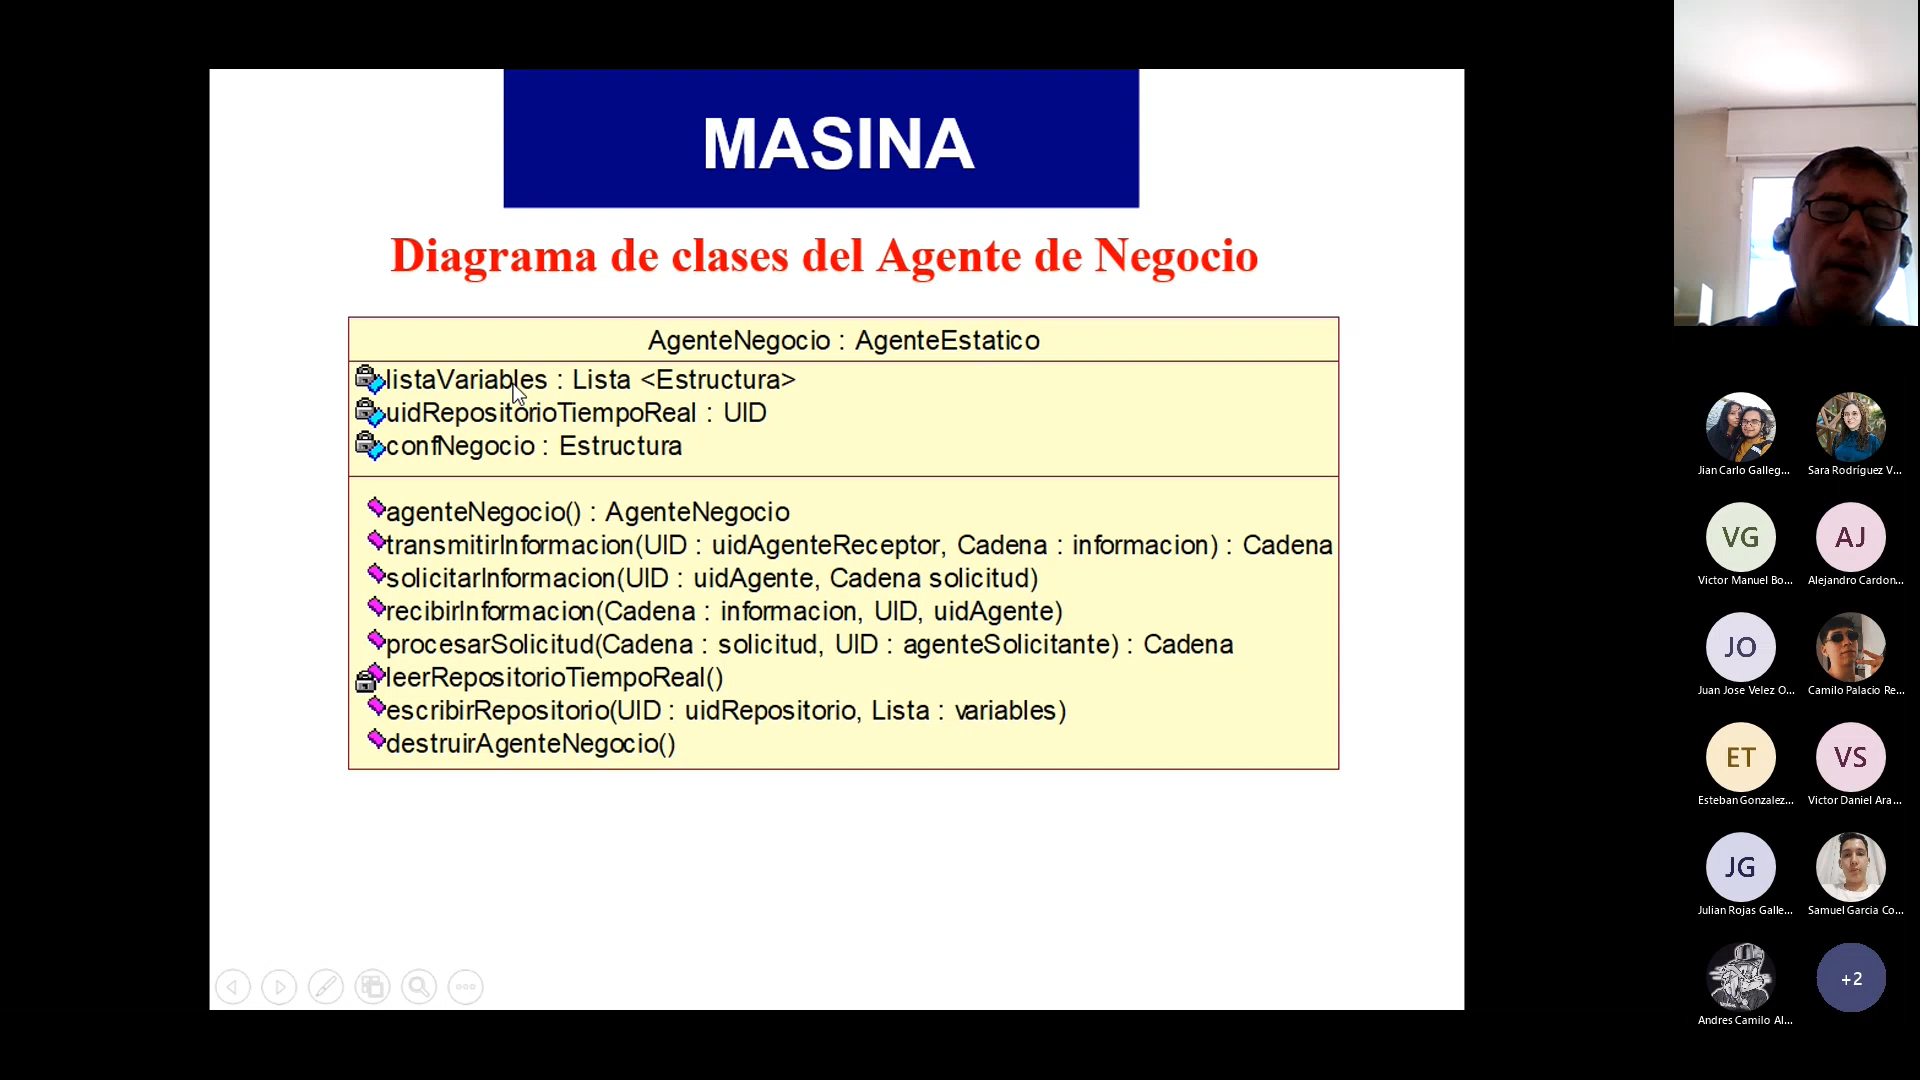 MASINA
Diagrama de clases del Agente de Negocio
AgenteNegocio : AgenteEstatico
listaVariables : Lista <Estructura>
uidRepositorioTiempoReal : UID
confNegocio : Estructura
agenteNegocio() : AgenteNegocio
transmitirInformacion(UID : uidAgenteReceptor, Cadena : informacion) : Cadena
solicitarInformacion(UID : uidAgente, Cadena solicitud)
recibirInformacion(Cadena : informacion, UID, uidAgente)
procesarSolicitud(Cadena : solicitud, UID : agenteSolicitante) : Cadena
leerRepositorioTiempoReal()
escribirRepositorio(UID : uidRepositorio, Lista : variables)
destruirAgenteNegocio()
Jian Carlo Galleg...
Sara Rodríguez V...
VG
AJ
Victor Manuel Bo...
Alejandro Cardon...
JO
Juan Jose Velez O...
Camilo Palacio Re...
ET
VS
Esteban Gonzalez...
Victor Daniel Ara...
JG
Julian Rojas Galle...
Samuel Garcia Co...
+2
Andres Camilo Al...